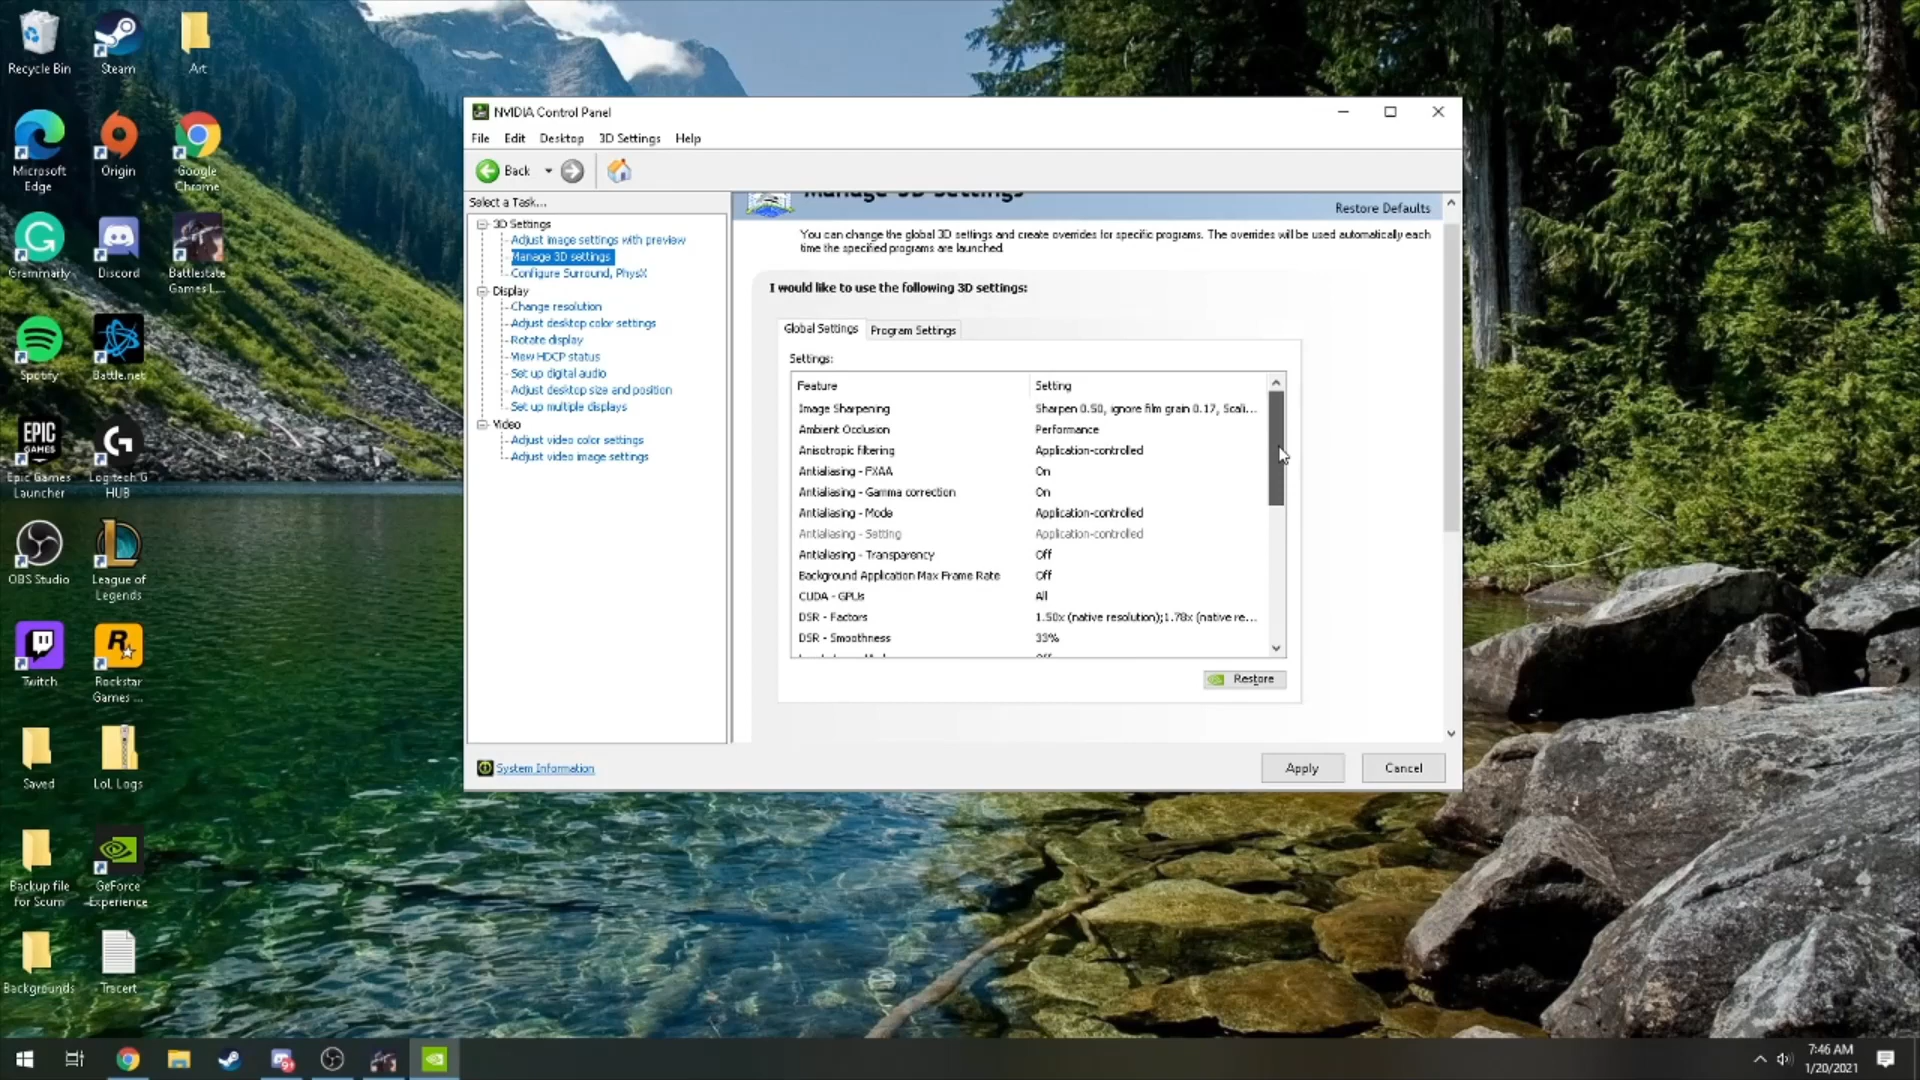 Recycle Bin
Steam
Art
Microsoft
Edge
Origin
Google
Chrome
Grammarly
Discord
Battlestate
Games L...
Spotify
Battle.net
Epic Games
Launcher
EPIC
GAMES
Logitech G
HUB
OBS Studio
League of
Legends
Twitch
Rockstar
Games ...
Saved
LoL Logs
Backup file
for Scum
GeForce
Experience
Backgrounds
Tracert
NVIDIA Control Panel
File Edit Desktop 3D Settings Help
Back
Select a Task...
3D Settings
Adjust image settings with preview
Manage 3D settings
Configure Surround, PhysX
Display
Change resolution
Adjust desktop color settings
Rotate display
View HDCP status
Set up digital audio
Adjust desktop size and position
Set up multiple displays
Video
Adjust video color settings
Adjust video image settings
System Information
Manage 3D Settings
Restore Defaults
You can change the global 3D settings and create overrides for specific programs. The overrides will be used automatically each
time the specified programs are launched.
I would like to use the following 3D settings:
Global Settings Program Settings
Settings:
Feature Setting
Image Sharpening Sharpen 0.50, ignore film grain 0.17, Scali...
Ambient Occlusion Performance
Anisotropic filtering Application-controlled
Antialiasing - FXAA On
Antialiasing - Gamma correction On
Antialiasing - Mode Application-controlled
Antialiasing - Setting Application-controlled
Antialiasing - Transparency Off
Background Application Max Frame Rate Off
CUDA - GPUs All
DSR - Factors 1.50x (native resolution);1.78x (native re...
DSR - Smoothness 33%
Restore
Apply Cancel
7:46 AM
1/20/2021